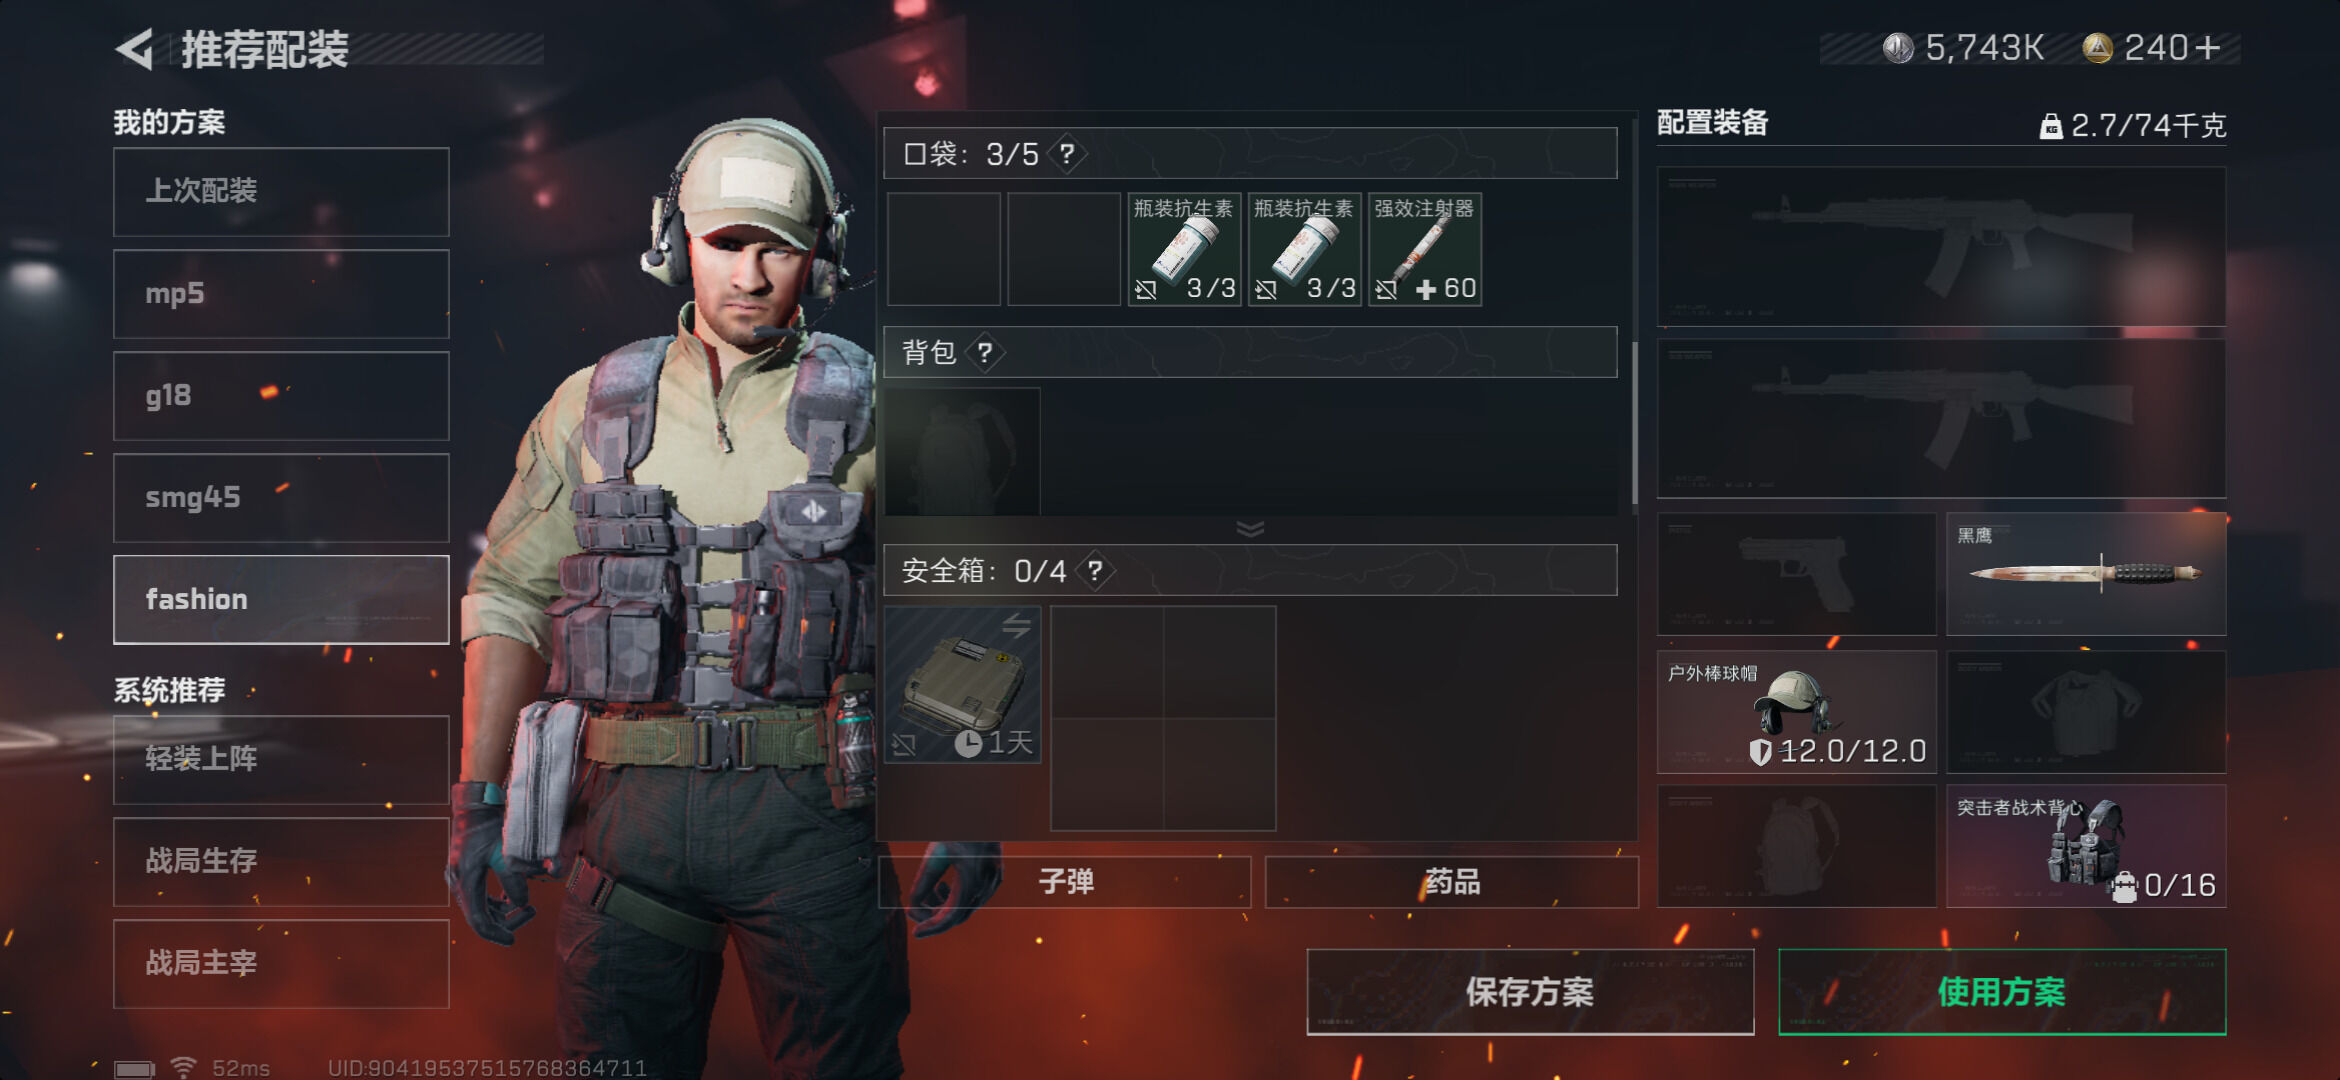 推荐配装
5,743K
240+
我的方案
上次配装
mp5
g18
smg45
fashion
系统推荐
轻装上阵
战局生存
战局主宰
口袋：3/5 ?
瓶装抗生素
3/3
瓶装抗生素
3/3
强效注射器
+60
背包 ?
安全箱：0/4 ?
1天
子弹
药品
配置装备
KG
2.7/74千克
黑鹰
户外棒球帽
12.0/12.0
突击者战术背心
0/16
保存方案
使用方案
52ms
UID:904195375157683647​11